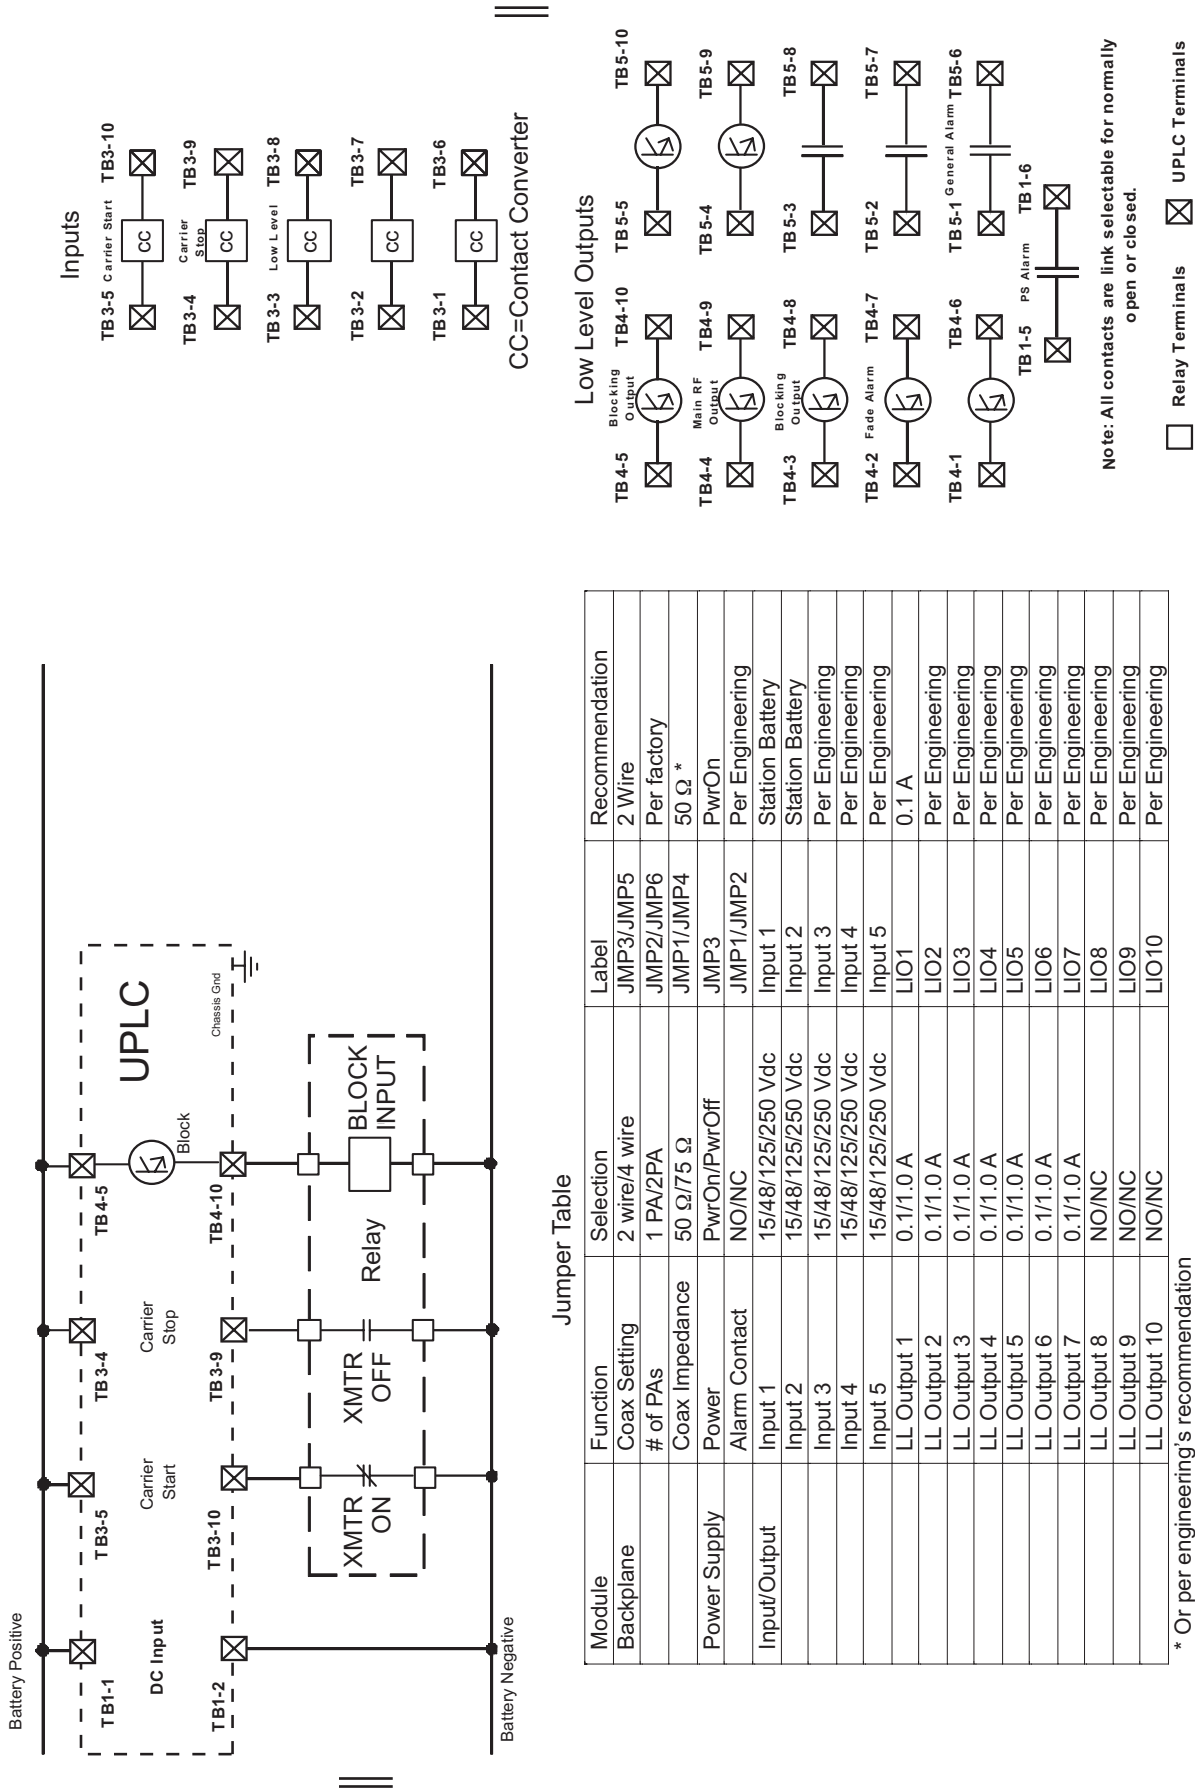 Battery Positive
TB1-1
TB3-5
TB3-4
TB4-5
UPLC
DC Input
Carrier
Start
Carrier
Stop
Block
Chassis Gnd
TB1-2
TB3-10
TB3-9
TB4-10
XMTR
ON
XMTR
OFF
Relay
BLOCK
INPUT
Battery Negative
Inputs
TB3-5 Carrier Start TB3-10
CC
TB3-4 Carrier Stop TB3-9
CC
TB3-3 Low Level TB3-8
CC
TB3-2 TB3-7
CC
TB3-1 TB3-6
CC
CC=Contact Converter
Jumper Table
Module Function Selection Label Recommendation
Backplane Coax Setting 2 wire/4 wire JMP3/JMP5 2 Wire
# of PAs 1 PA/2PA JMP2/JMP6 Per factory
Coax Impedance 50 Ω/75 Ω JMP1/JMP4 50 Ω *
Power Supply Power PwrOn/PwrOff JMP3 PwrOn
Alarm Contact NO/NC JMP1/JMP2 Per Engineering
Input/Output Input 1 15/48/125/250 Vdc Input 1 Station Battery
Input 2 15/48/125/250 Vdc Input 2 Station Battery
Input 3 15/48/125/250 Vdc Input 3 Per Engineering
Input 4 15/48/125/250 Vdc Input 4 Per Engineering
Input 5 15/48/125/250 Vdc Input 5 Per Engineering
LL Output 1 0.1/1.0 A LIO1 0.1 A
LL Output 2 0.1/1.0 A LIO2 Per Engineering
LL Output 3 0.1/1.0 A LIO3 Per Engineering
LL Output 4 0.1/1.0 A LIO4 Per Engineering
LL Output 5 0.1/1.0 A LIO5 Per Engineering
LL Output 6 0.1/1.0 A LIO6 Per Engineering
LL Output 7 0.1/1.0 A LIO7 Per Engineering
LL Output 8 NO/NC LIO8 Per Engineering
LL Output 9 NO/NC LIO9 Per Engineering
LL Output 10 NO/NC LIO10 Per Engineering
* Or per engineering's recommendation
Low Level Outputs
TB4-5 Blocking Output TB4-10
TB5-5 TB5-10
TB4-4 Main RF Output TB4-9
TB5-4 TB5-9
TB4-3 Blocking Output TB4-8
TB5-3 TB5-8
TB4-2 Fade Alarm TB4-7
TB5-2 TB5-7
TB4-1 TB4-6
TB5-1 General Alarm TB5-6
TB1-5 PS Alarm TB1-6
Note: All contacts are link selectable for normally
open or closed.
Relay Terminals
UPLC Terminals